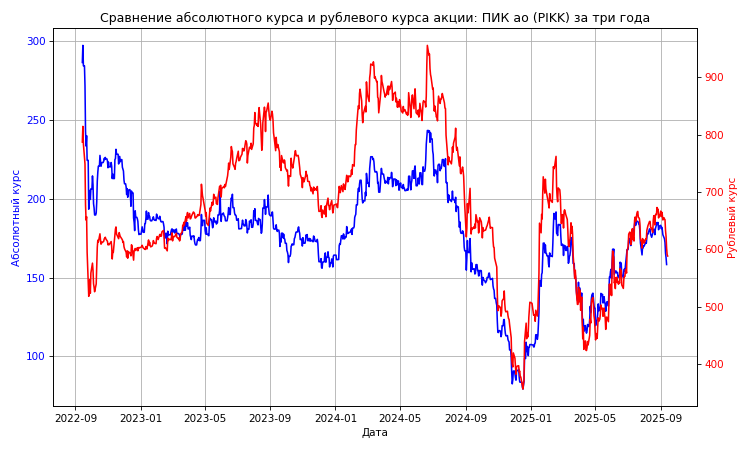 Сравнение абсолютного курса и рублевого курса акции: ПИК ао (PIKK) за три года
300
250
200
150
100
Абсолютный курс
900
800
700
600
500
400
Рублевый курс
2022-09 2023-01 2023-05 2023-09 2024-01 2024-05 2024-09 2025-01 2025-05 2025-09
Дата